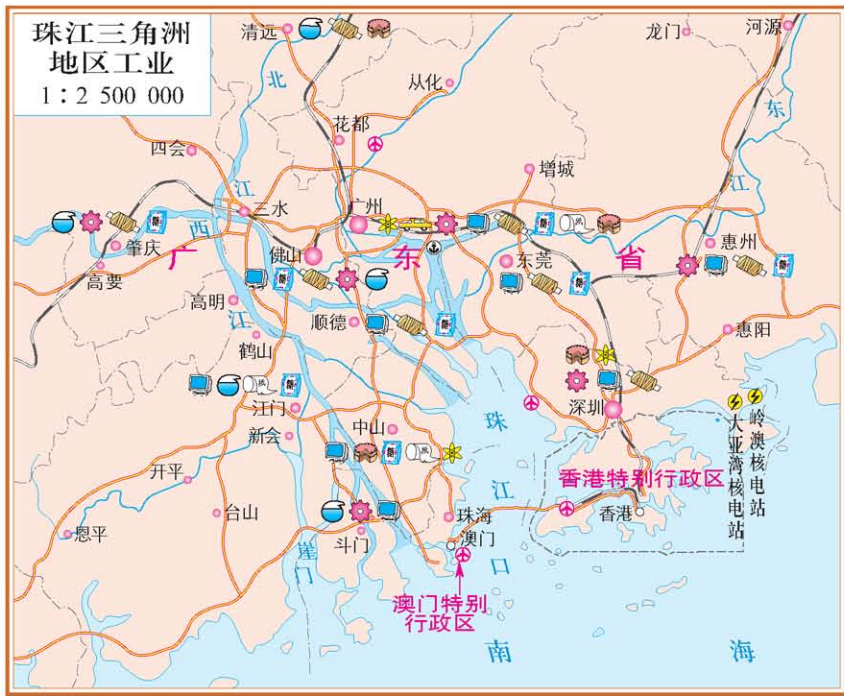 珠江三角洲
地区工业
1:2 500 000
清远
龙门
河源
北
从化
东
花都
四会
增城
江
江
三水
广州
西
肇庆
广
佛山
东
东莞
省
惠州
高要
高明
江
顺德
惠阳
鹤山
纸
纸
江门
深圳
珠
岭澳核电站
大亚湾核电站
新会
中山
纸
江
开平
香港特别行政区
台山
珠海
香港
恩平
斗门
澳门
崖门
口
澳门特别
行政区
南
海